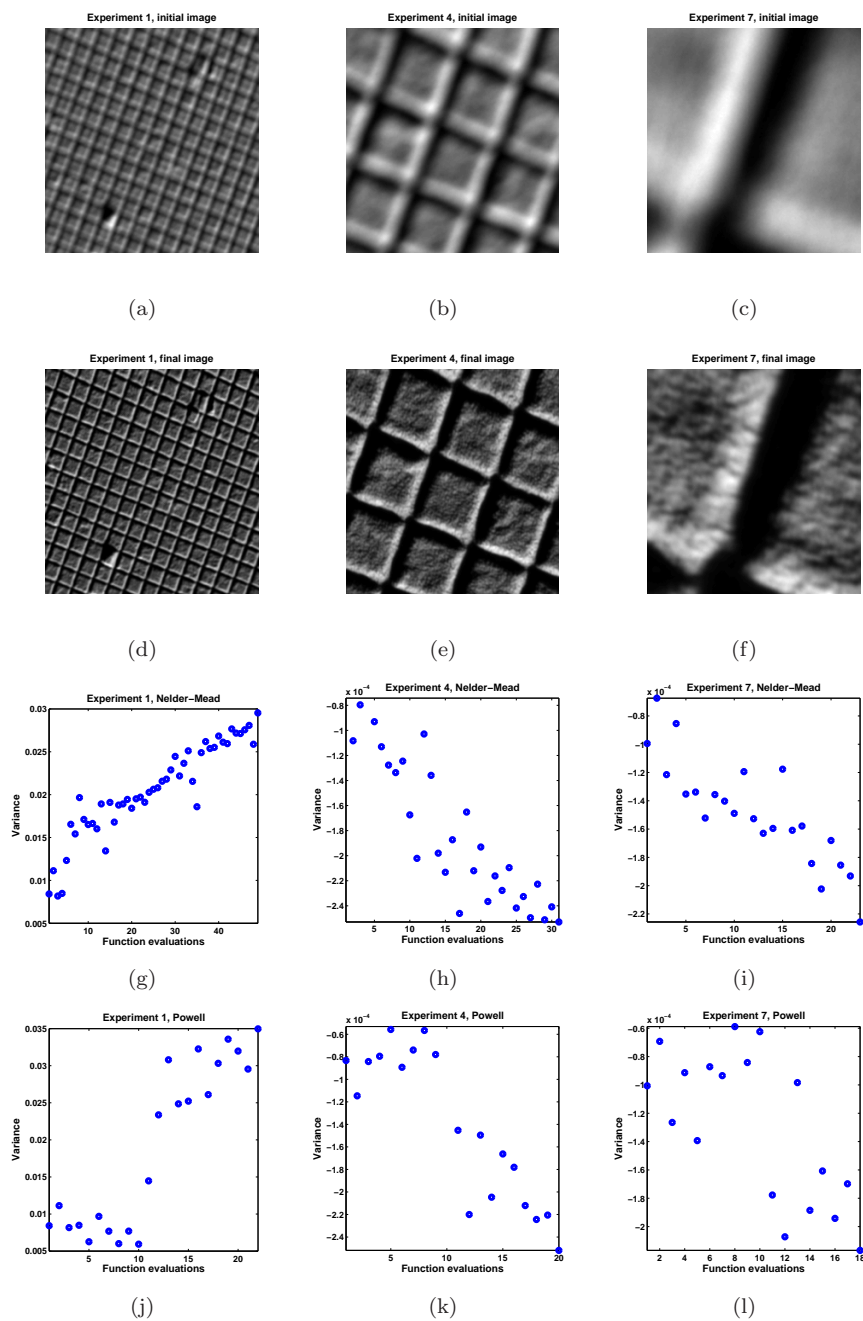 Experiment 1, initial image
Experiment 4, initial image
Experiment 7, initial image
(a)
(b)
(c)
Experiment 1, final image
Experiment 4, final image
Experiment 7, final image
(d)
(e)
(f)
Experiment 1, Nelder−Mead
0.03
0.025
0.02
0.015
0.01
0.005
Variance
10 20 30 40
Function evaluations
x 10−4
Experiment 4, Nelder−Mead
−0.8
−1
−1.2
−1.4
−1.6
−1.8
−2
−2.2
−2.4
Variance
5 10 15 20 25 30
Function evaluations
x 10−4
Experiment 7, Nelder−Mead
−0.8
−1
−1.2
−1.4
−1.6
−1.8
−2
−2.2
Variance
5 10 15 20
Function evaluations
(g)
(h)
(i)
Experiment 1, Powell
0.035
0.03
0.025
0.02
0.015
0.01
0.005
Variance
5 10 15 20
Function evaluations
x 10−4
Experiment 4, Powell
−0.6
−0.8
−1
−1.2
−1.4
−1.6
−1.8
−2
−2.2
−2.4
Variance
5 10 15 20
Function evaluations
x 10−4
Experiment 7, Powell
−0.6
−0.8
−1
−1.2
−1.4
−1.6
−1.8
−2
Variance
2 4 6 8 10 12 14 16 18
Function evaluations
(j)
(k)
(l)